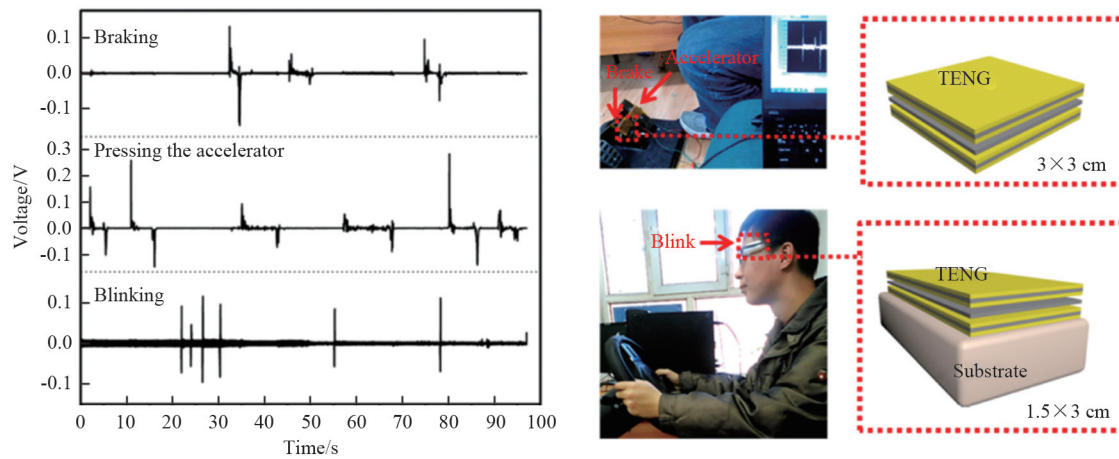 Voltage/V
0.1
0.0
-0.1
Braking
0.3
0.2
0.1
0.0
-0.1
Pressing the accelerator
0.1
0.0
-0.1
Blinking
0 10 20 30 40 50 60 70 80 90 100
Time/s
Brake
Accelerator
TENG
3×3 cm
Blink
TENG
Substrate
1.5×3 cm